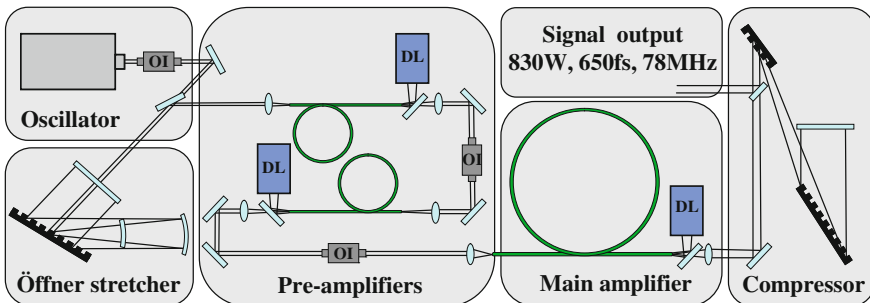 OI
Oscillator
DL
OI
DL
OI
Pre-amplifiers
Signal output
830W, 650fs, 78MHz
DL
Main amplifier
Compressor
Öffner stretcher